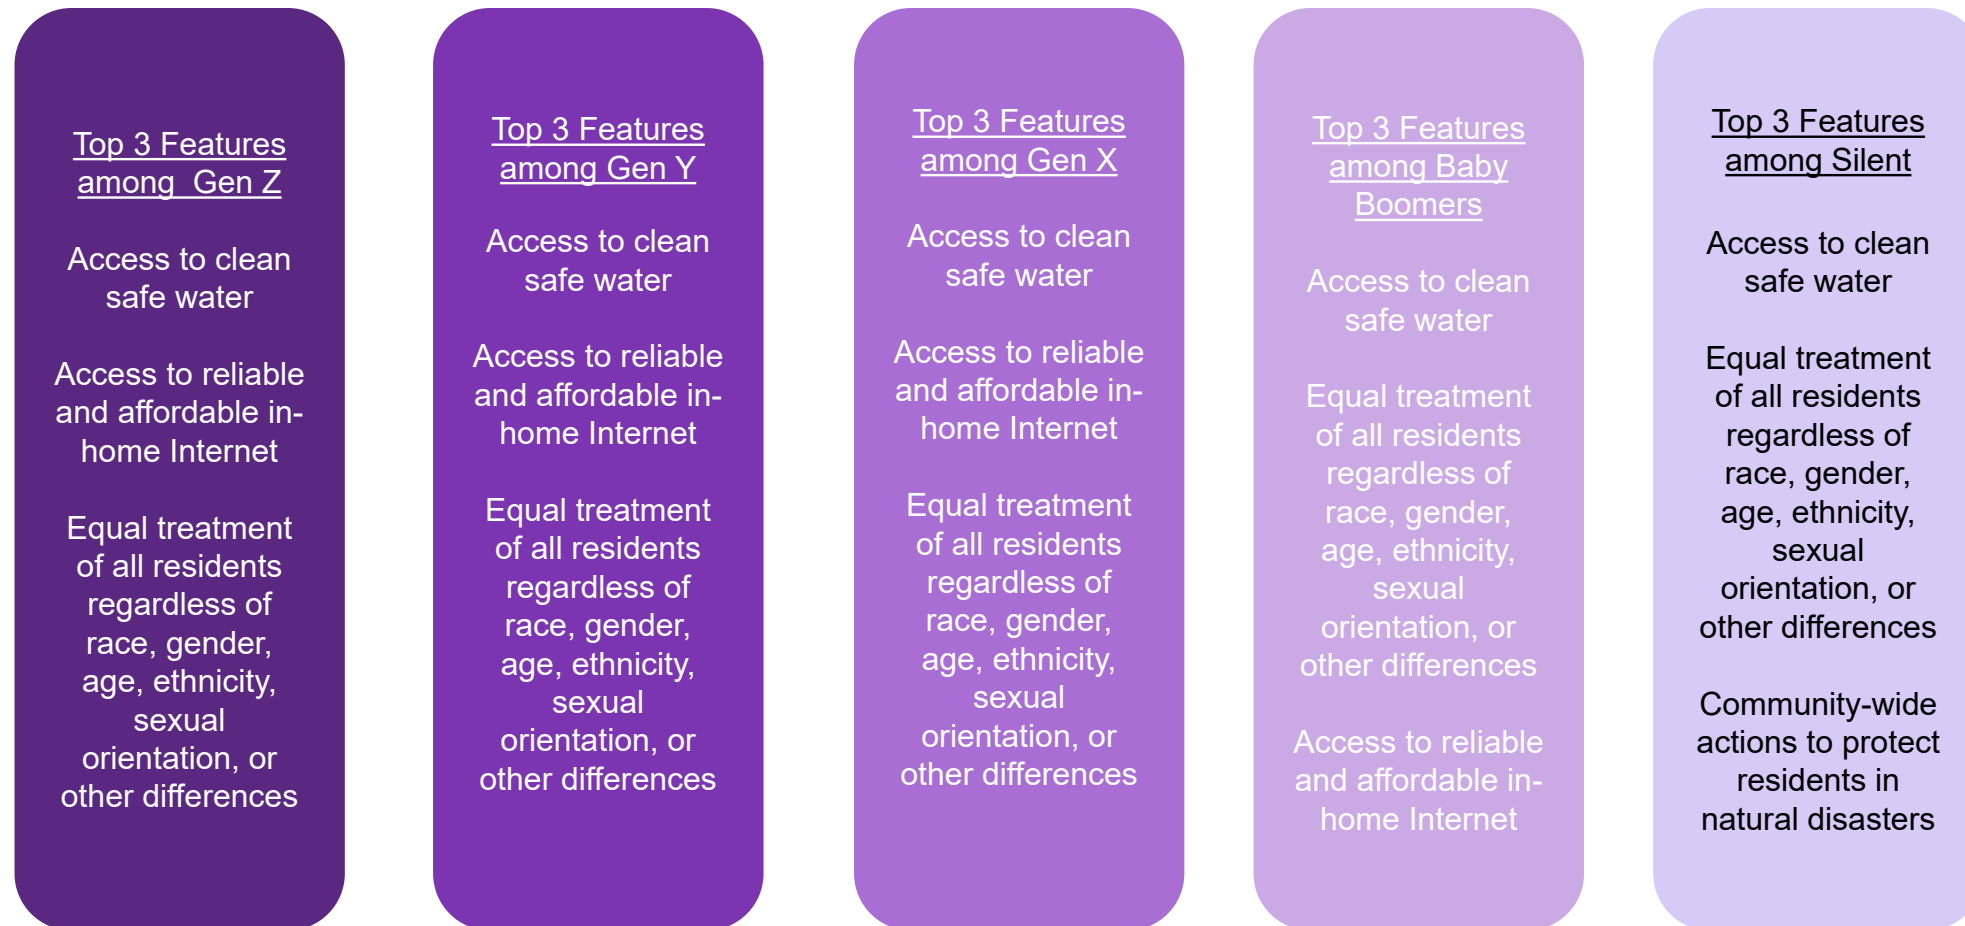 Top 3 Features
among  Gen Z
Access to clean
safe water
Access to reliable
and affordable in-
home Internet
Equal treatment
of all residents
regardless of
race, gender,
age, ethnicity,
sexual
orientation, or
other differences
Top 3 Features
among Gen Y
Access to clean
safe water
Access to reliable
and affordable in-
home Internet
Equal treatment
of all residents
regardless of
race, gender,
age, ethnicity,
sexual
orientation, or
other differences
Top 3 Features
among Gen X
Access to clean
safe water
Access to reliable
and affordable in-
home Internet
Equal treatment
of all residents
regardless of
race, gender,
age, ethnicity,
sexual
orientation, or
other differences
Top 3 Features
among Baby
Boomers
Access to clean
safe water
Equal treatment
of all residents
regardless of
race, gender,
age, ethnicity,
sexual
orientation, or
other differences
Access to reliable
and affordable in-
home Internet
Top 3 Features
among Silent
Access to clean
safe water
Equal treatment
of all residents
regardless of
race, gender,
age, ethnicity,
sexual
orientation, or
other differences
Community-wide
actions to protect
residents in
natural disasters